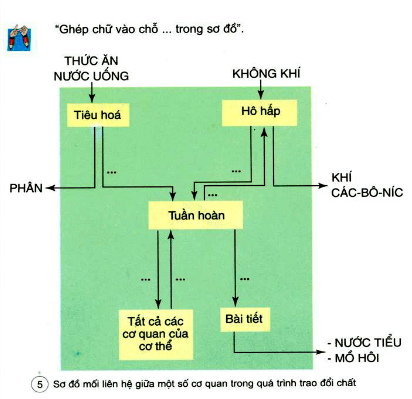 "Ghép chữ vào chỗ ... trong sơ đồ".
THỨC ĂN
NƯỚC UỐNG
KHÔNG KHÍ
Tiêu hoá
Hô hấp
...
...
...
PHÂN
KHÍ
CÁC-BÔ-NÍC
Tuần hoàn
...
...
...
Tất cả các
cơ quan của
cơ thể
Bài tiết
- NƯỚC TIỂU
- MỒ HÔI
5 Sơ đồ mối liên hệ giữa một số cơ quan trong quá trình trao đổi chất